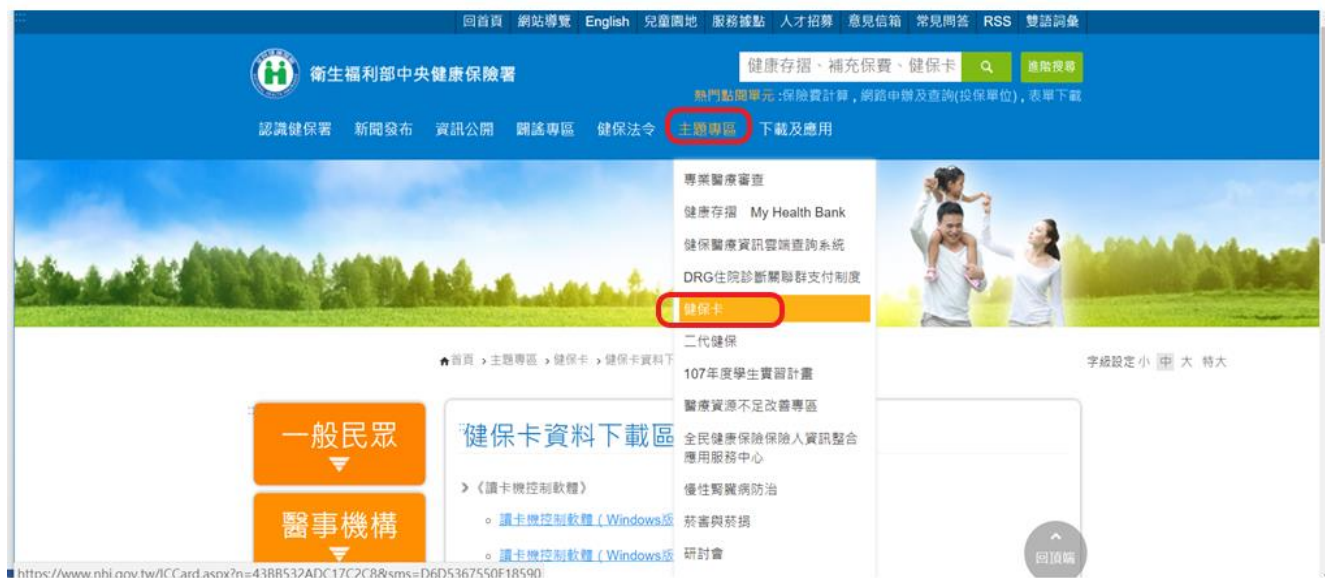 回首頁 網站導覽 English 兒童園地 服務據點 人才招募 意見信箱 常見問答 RSS 雙語詞彙
衛生福利部中央健康保險署
健康存摺、補充保費、健保卡
進階搜尋
熱門點閱單元:保險費計算,網路申辦及查詢(投保單位),表單下載
認識健保署 新聞發布 資訊公開 闢謠專區 健保法令 主題專區 下載及應用
專業醫療審查
健康存摺 My Health Bank
健保醫療資訊雲端查詢系統
DRG住院診斷關聯群支付制度
健保卡
二代健保
107年度學生實習計畫
醫療資源不足改善專區
全民健康保險保險人資訊整合
應用服務中心
慢性腎臟病防治
菸害與菸捐
研討會
首頁 › 主題專區 › 健保卡 › 健保卡資料下
字級設定 小 中 大 特大
一般民眾
醫事機構
健保卡資料下載區
《讀卡機控制軟體》
讀卡機控制軟體(Windows版
讀卡機控制軟體(Windows版
回頂端
https://www.nhi.gov.tw/ICCard.aspx?n=43BB532ADC17C2C8&sms=D6D5367550F18590